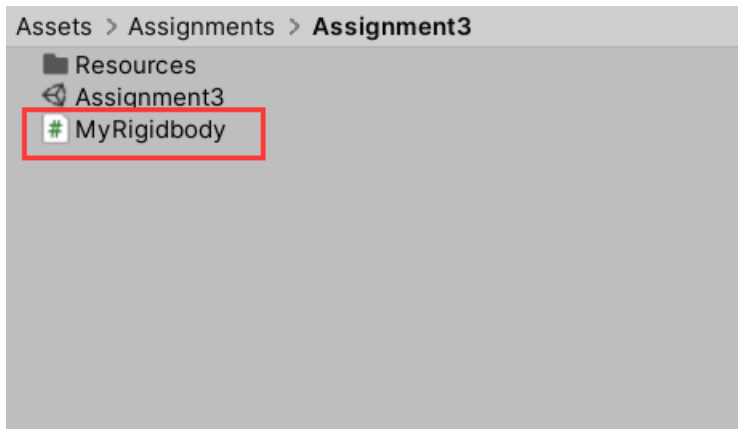 Assets > Assignments > Assignment3
Resources
Assignment3
# MyRigidbody